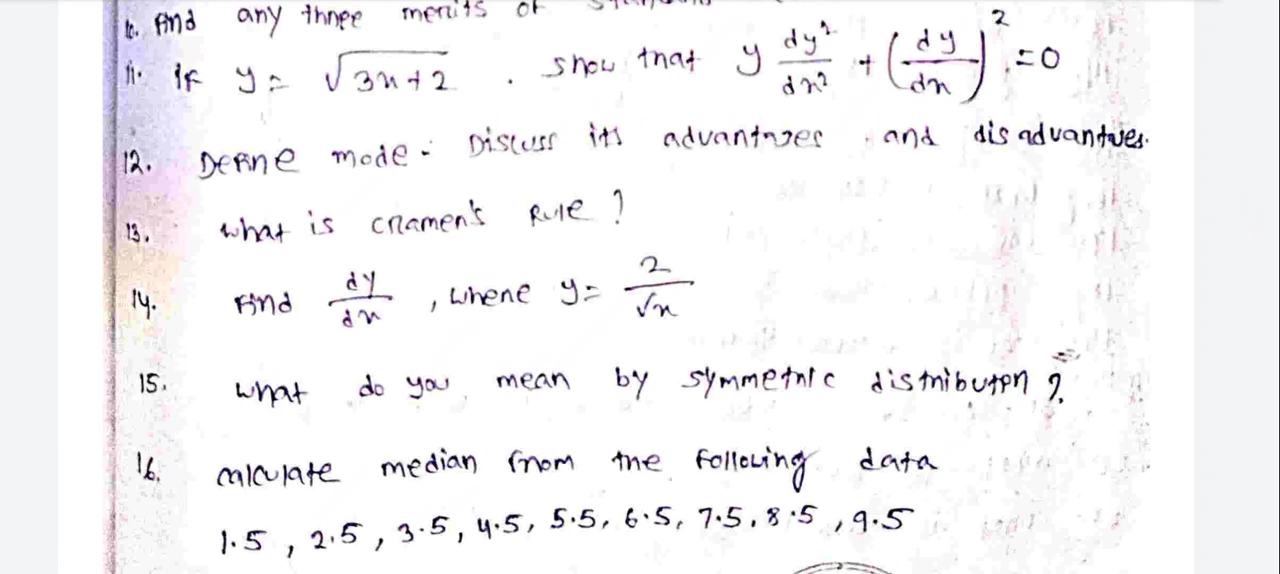 10. Find any three merits of
11. If y = √3x+2 . show that y dy²/dx² + (dy/dx)² = 0
12. Define mode. Discuss its advantages and disadvantages.
13. What is cramer's Rule ?
14. Find dy/dx , where y = 2/√x
15. What do you mean by symmetric distributon ?
16. calculate median from the following data
1.5 , 2.5 , 3.5, 4.5, 5.5, 6.5, 7.5, 8.5 , 9.5